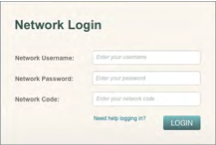 Network Login
Network Username: Enter your username
Network Password: Enter your password
Network Code: Enter your network code
Need help logging in? LOGIN